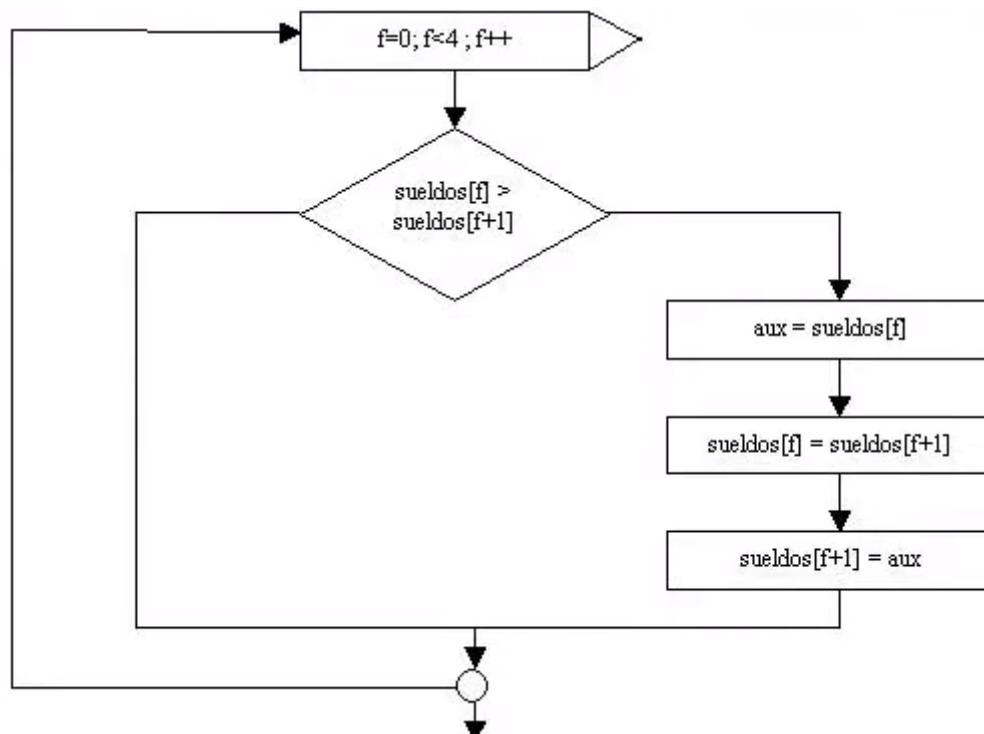 f=0; f<4 ; f++
sueldos[f] >
sueldos[f+1]
aux = sueldos[f]
sueldos[f] = sueldos[f+1]
sueldos[f+1] = aux